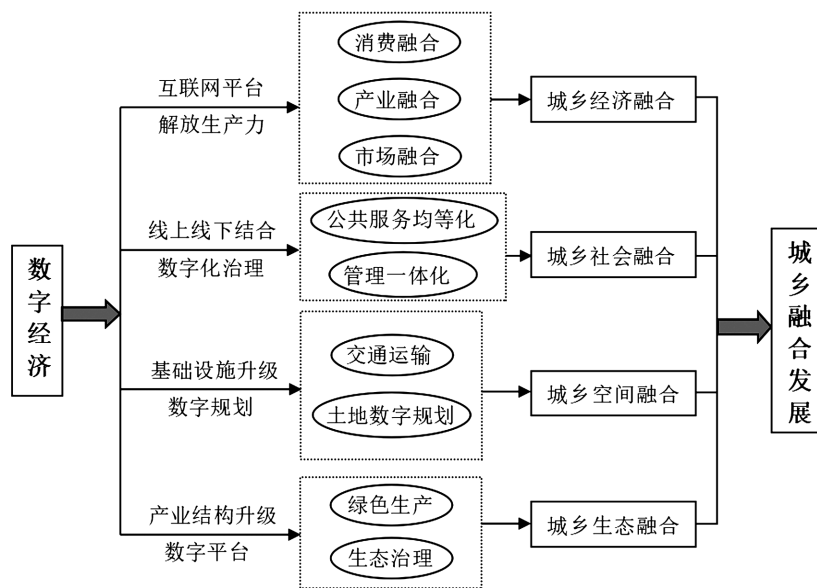 数字经济
互联网平台
解放生产力
消费融合
产业融合
市场融合
城乡经济融合
线上线下结合
数字化治理
公共服务均等化
管理一体化
城乡社会融合
基础设施升级
数字规划
交通运输
土地数字规划
城乡空间融合
产业结构升级
数字平台
绿色生产
生态治理
城乡生态融合
城乡融合发展